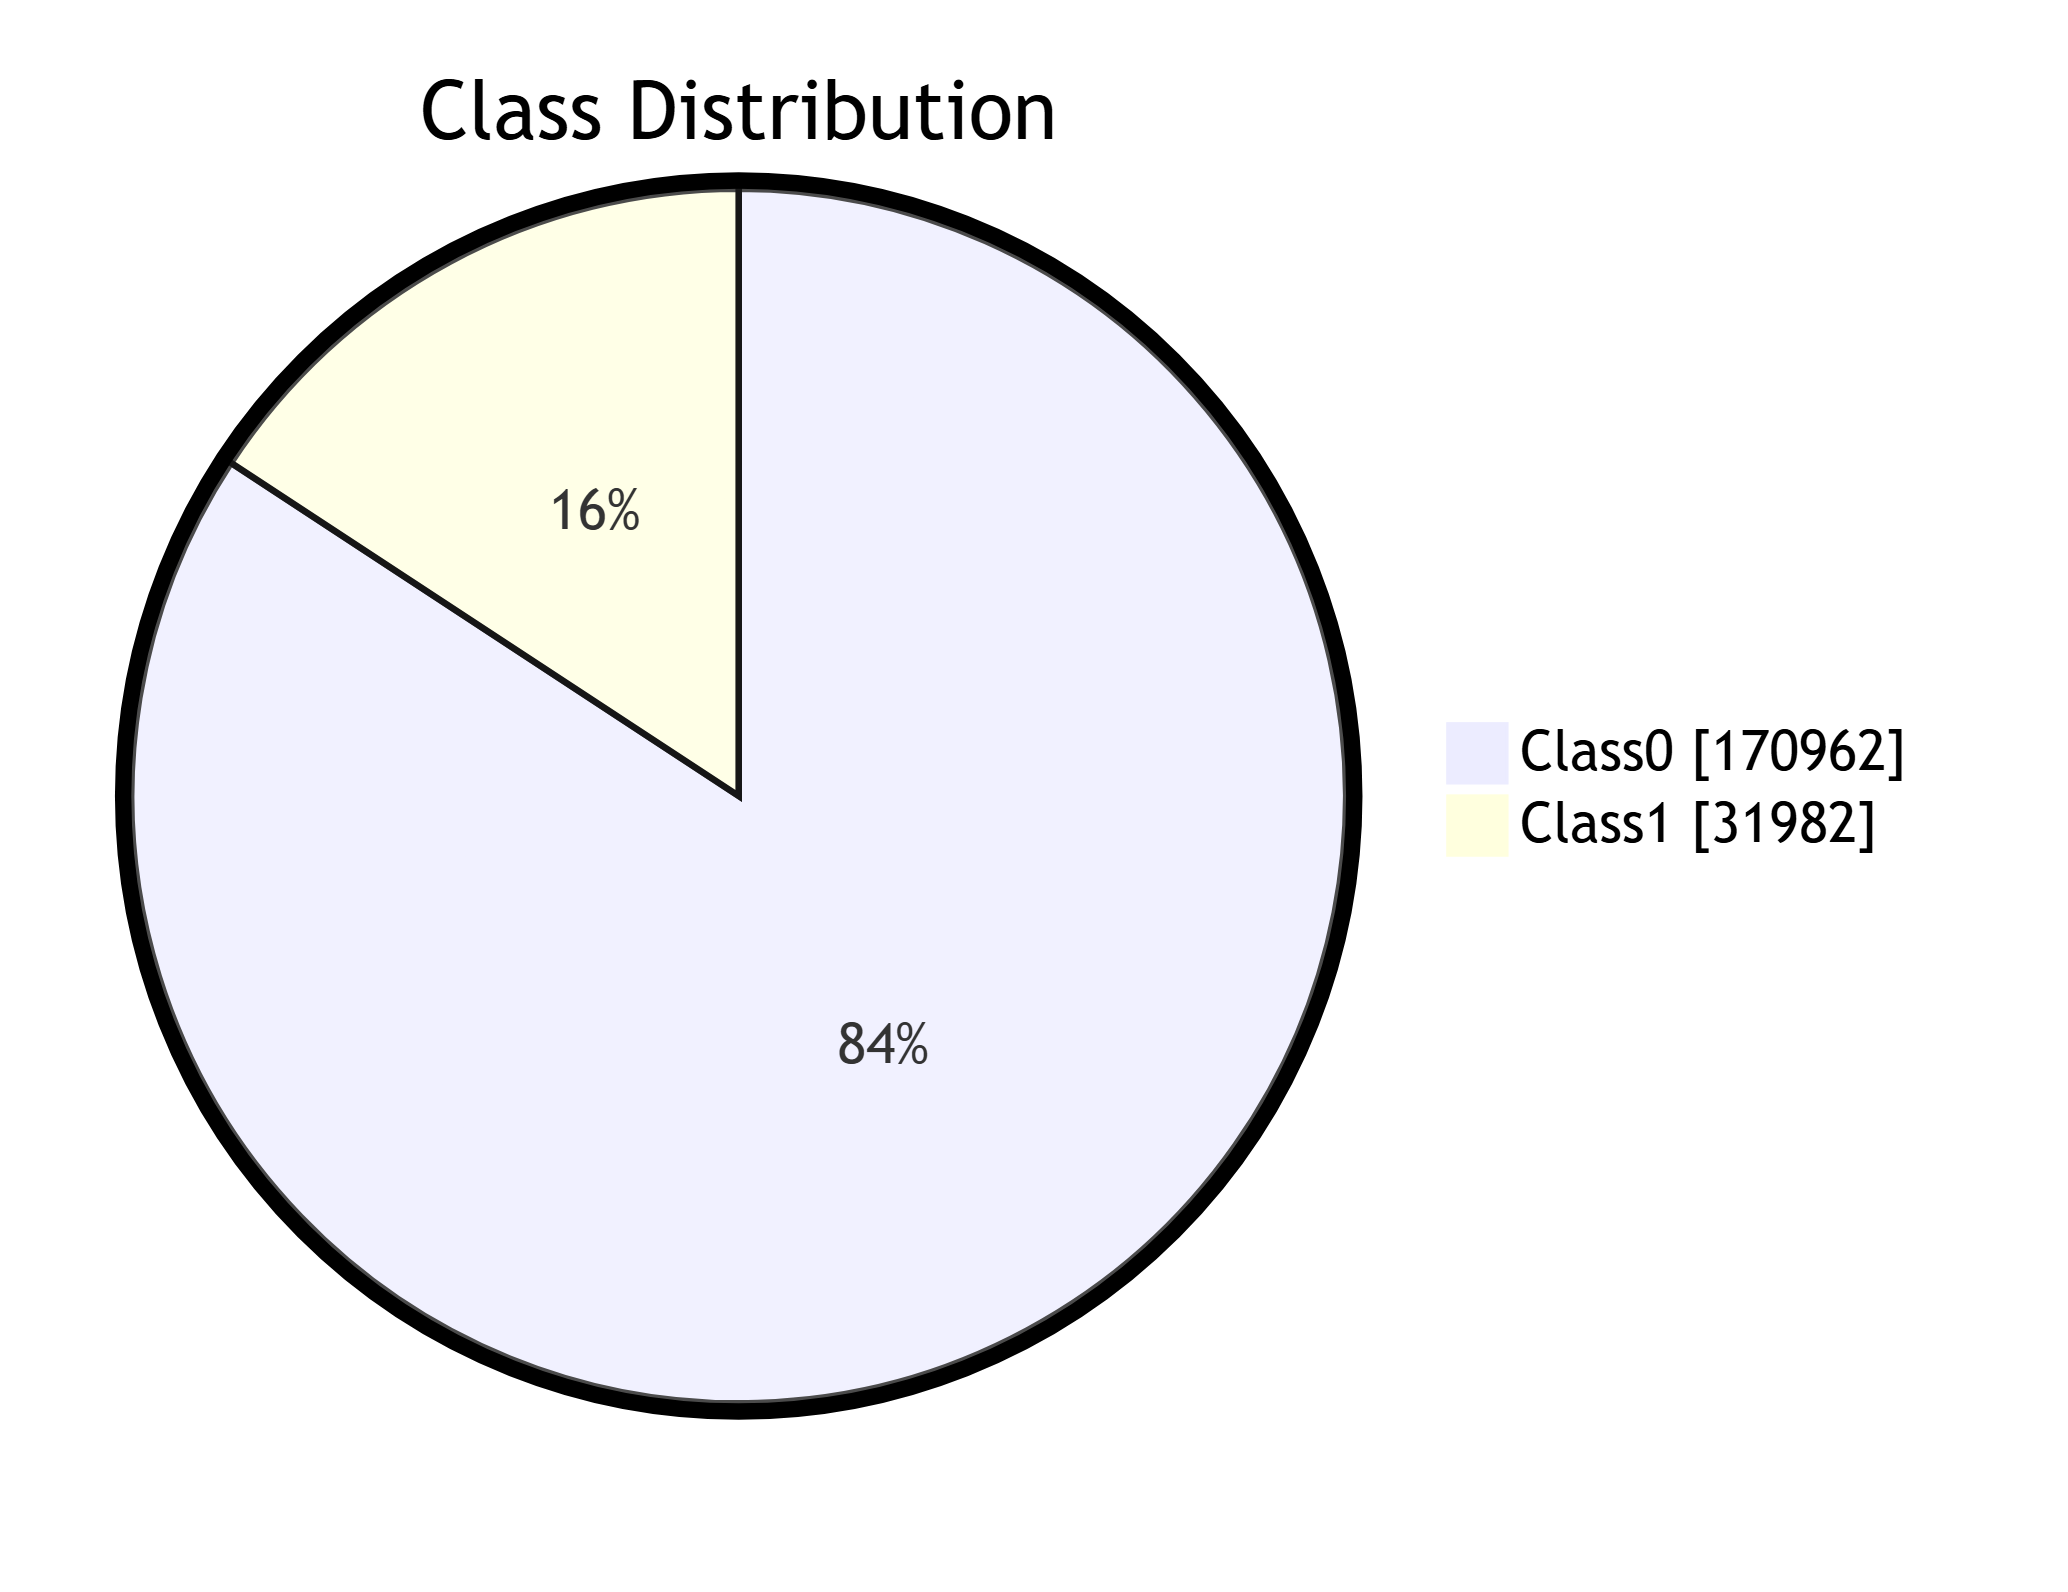 Class Distribution
16%
84%
Class0 [170962]
Class1 [31982]